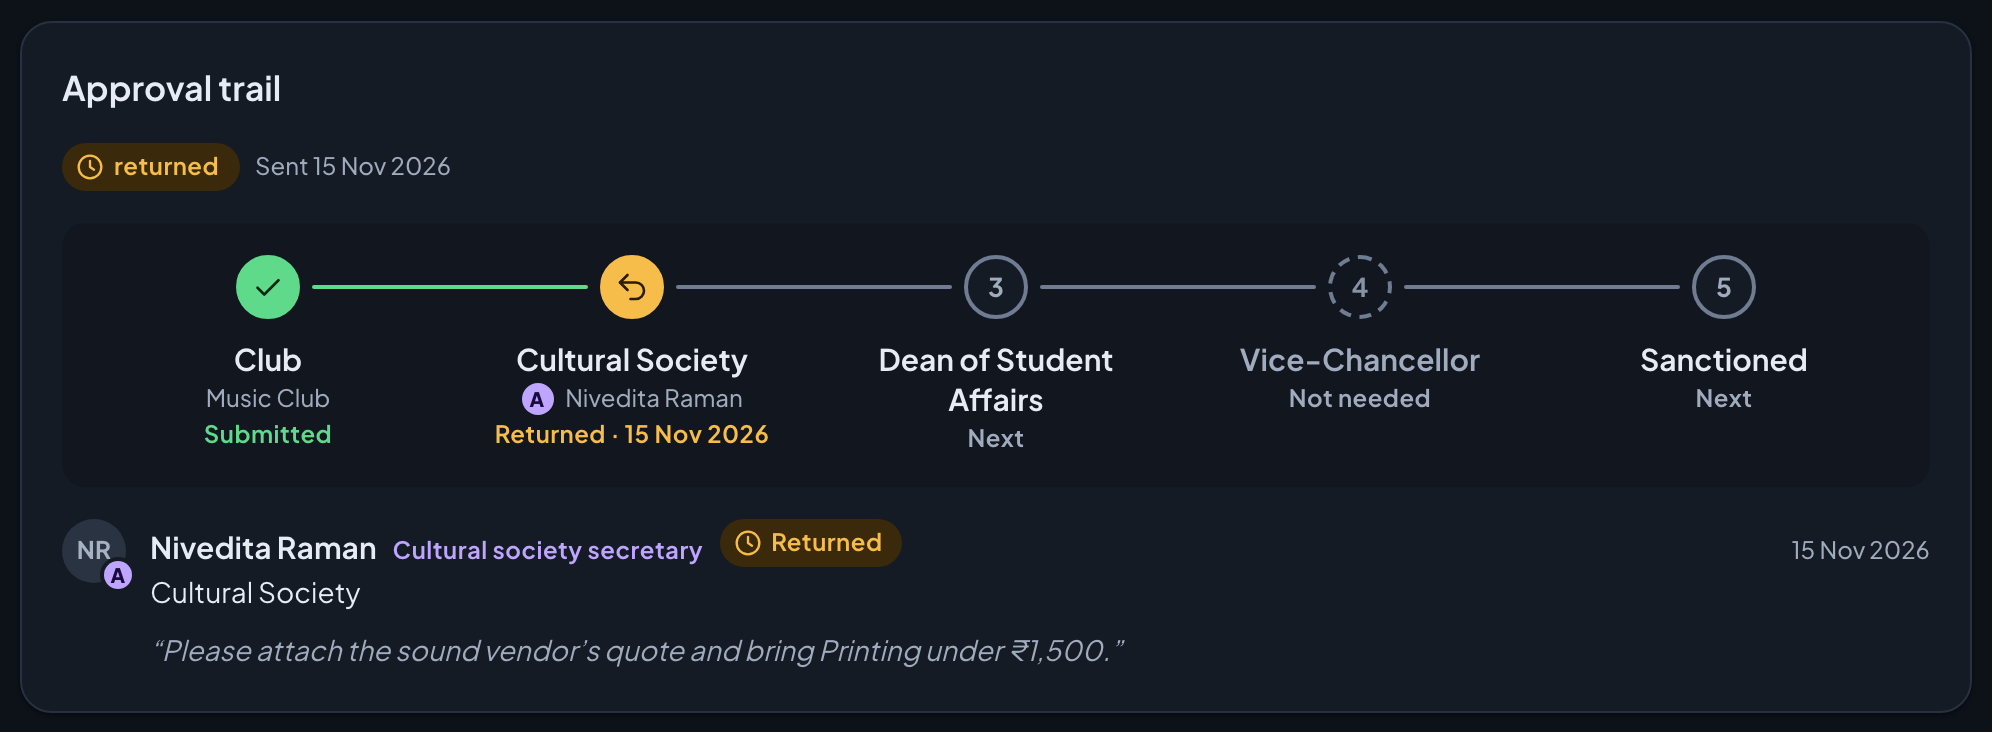 Approval trail
returned Sent 15 Nov 2026
3 4 5
Club Cultural Society Dean of Student Affairs Vice-Chancellor Sanctioned
Music Club A Nivedita Raman Not needed Next
Submitted Returned · 15 Nov 2026 Next
NR A Nivedita Raman Cultural society secretary Returned 15 Nov 2026
Cultural Society
“Please attach the sound vendor’s quote and bring Printing under ₹1,500.”